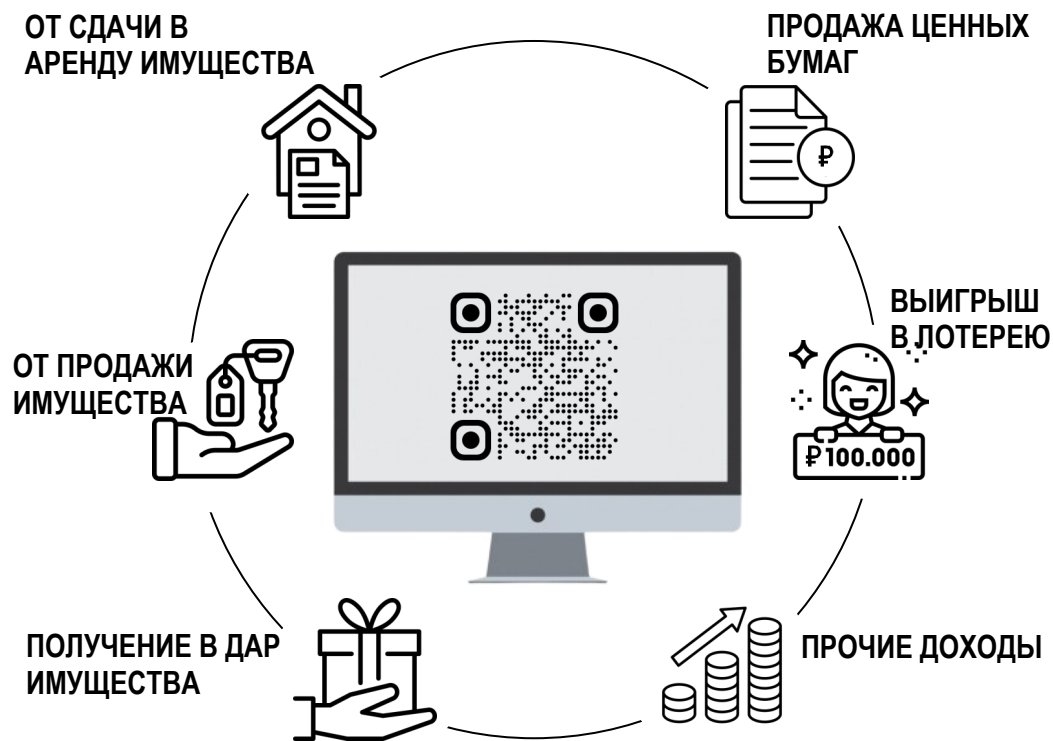 ОТ СДАЧИ В
АРЕНДУ ИМУЩЕСТВА
ПРОДАЖА ЦЕННЫХ
БУМАГ
₽
ВЫИГРЫШ
В ЛОТЕРЕЮ
₽100.000
ОТ ПРОДАЖИ
ИМУЩЕСТВА
ПОЛУЧЕНИЕ В ДАР
ИМУЩЕСТВА
ПРОЧИЕ ДОХОДЫ